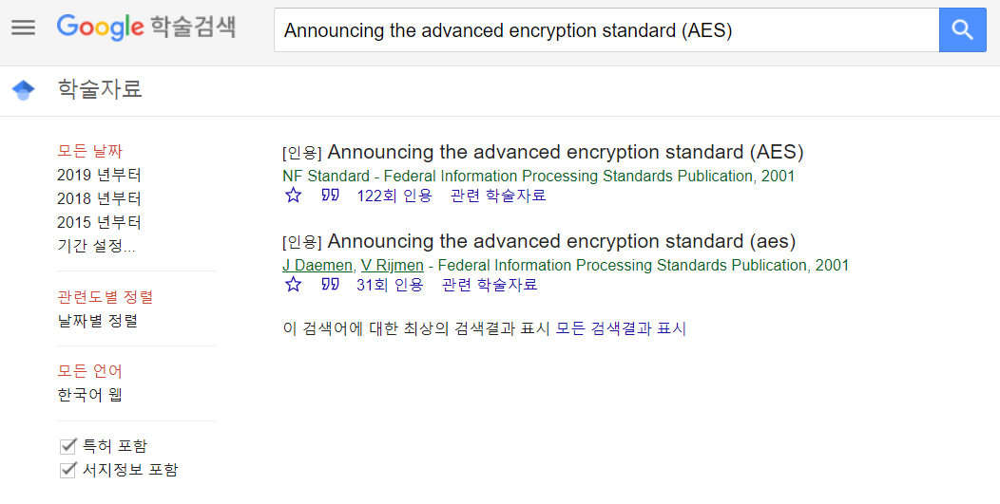 Google 학술검색
Announcing the advanced encryption standard (AES)
학술자료
모든 날짜
2019 년부터
2018 년부터
2015 년부터
기간 설정...
관련도별 정렬
날짜별 정렬
모든 언어
한국어 웹
특허 포함
서지정보 포함
[인용] Announcing the advanced encryption standard (AES)
NF Standard - Federal Information Processing Standards Publication, 2001
122회 인용 관련 학술자료
[인용] Announcing the advanced encryption standard (aes)
J Daemen, V Rijmen - Federal Information Processing Standards Publication, 2001
31회 인용 관련 학술자료
이 검색어에 대한 최상의 검색결과 표시 모든 검색결과 표시